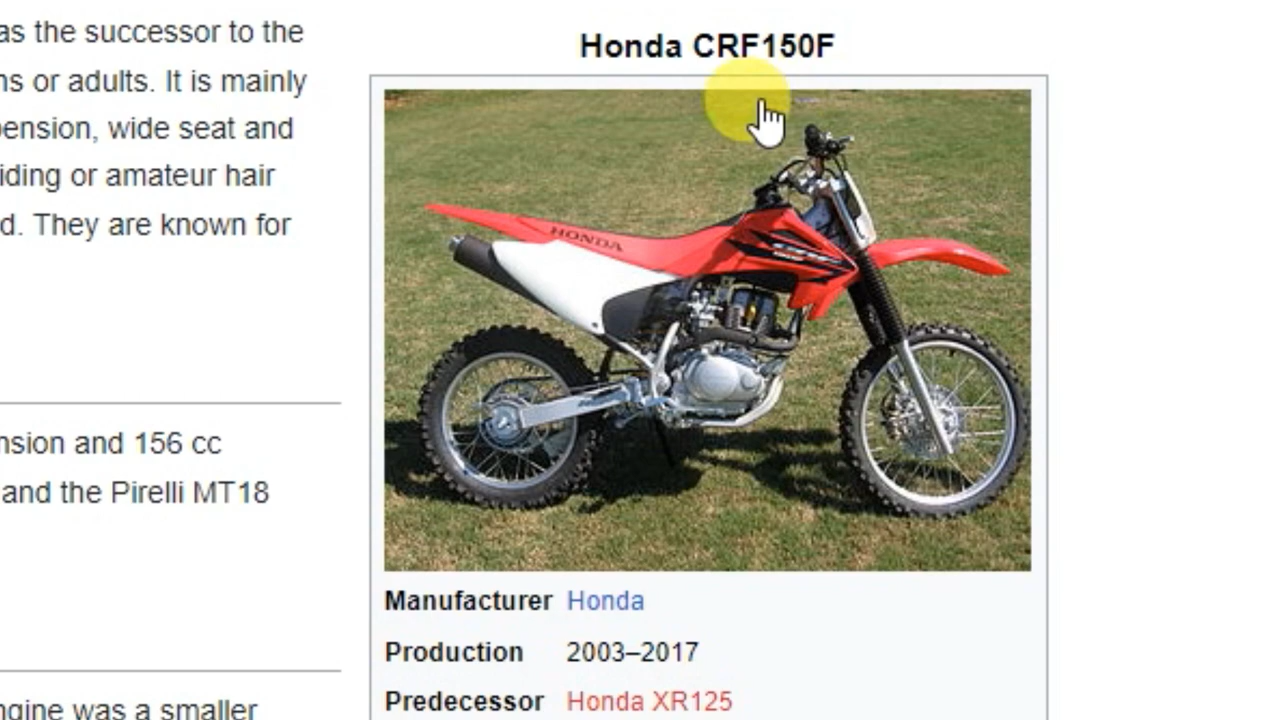 as the successor to the
ns or adults. It is mainly
pension, wide seat and
iding or amateur hair
d. They are known for
nsion and 156 cc
and the Pirelli MT18
ngine was a smaller
Honda CRF150F
HONDA
Manufacturer Honda
Production 2003–2017
Predecessor Honda XR125